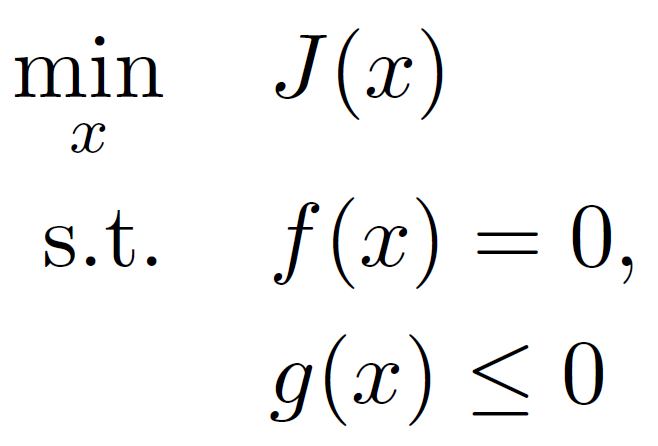 min J(x)
x
s.t. f(x) = 0,
g(x) ≤ 0